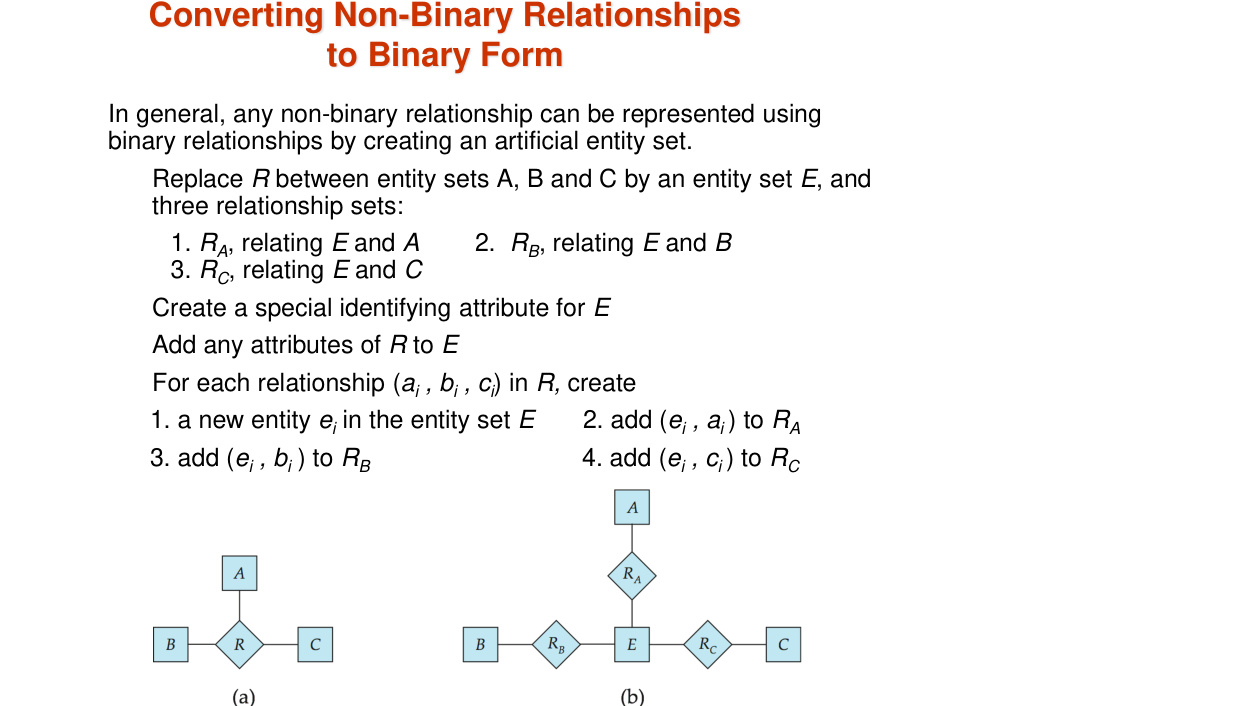 Converting Non-Binary Relationships
to Binary Form
In general, any non-binary relationship can be represented using
binary relationships by creating an artificial entity set.
Replace R between entity sets A, B and C by an entity set E, and
three relationship sets:
1. R_A, relating E and A 2. R_B, relating E and B
3. R_C, relating E and C
Create a special identifying attribute for E
Add any attributes of R to E
For each relationship (a_i , b_i , c_i) in R, create
1. a new entity e_i in the entity set E 2. add (e_i , a_i ) to R_A
3. add (e_i , b_i ) to R_B 4. add (e_i , c_i ) to R_C
A
A
R_A
B R C
B R_B E R_C C
(a) (b)